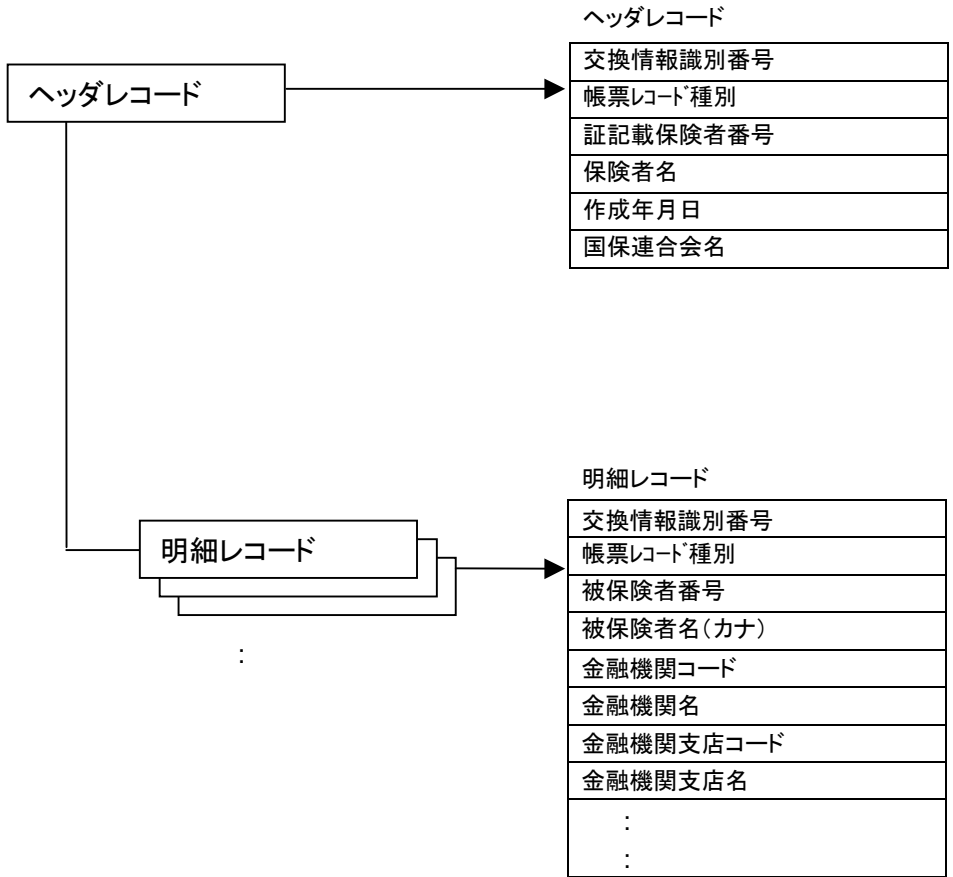 ヘッダレコード
ヘッダレコード
交換情報識別番号
帳票ﾚｺｰﾄﾞ種別
証記載保険者番号
保険者名
作成年月日
国保連合会名
明細レコード
明細レコード
:
交換情報識別番号
帳票ﾚｺｰﾄﾞ種別
被保険者番号
被保険者名(カナ)
金融機関コード
金融機関名
金融機関支店コード
金融機関支店名
:
: